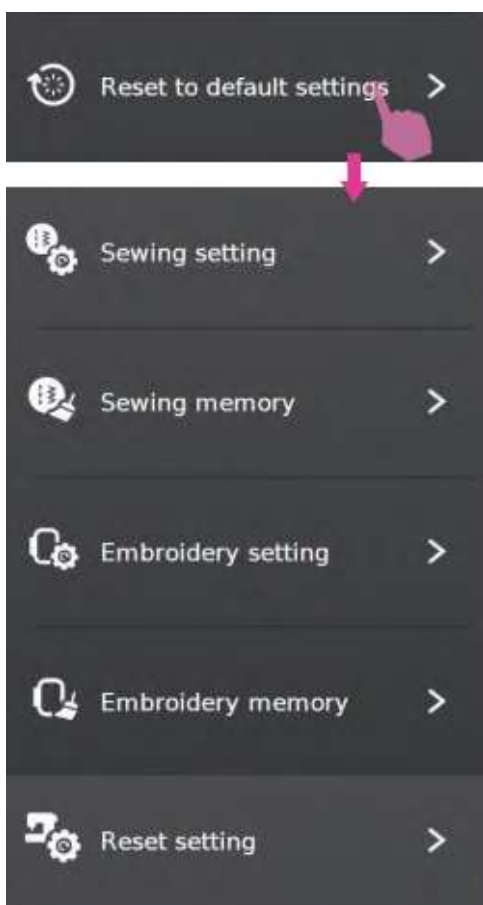 Reset to default settings
Sewing setting
Sewing memory
Embroidery setting
Embroidery memory
Reset setting